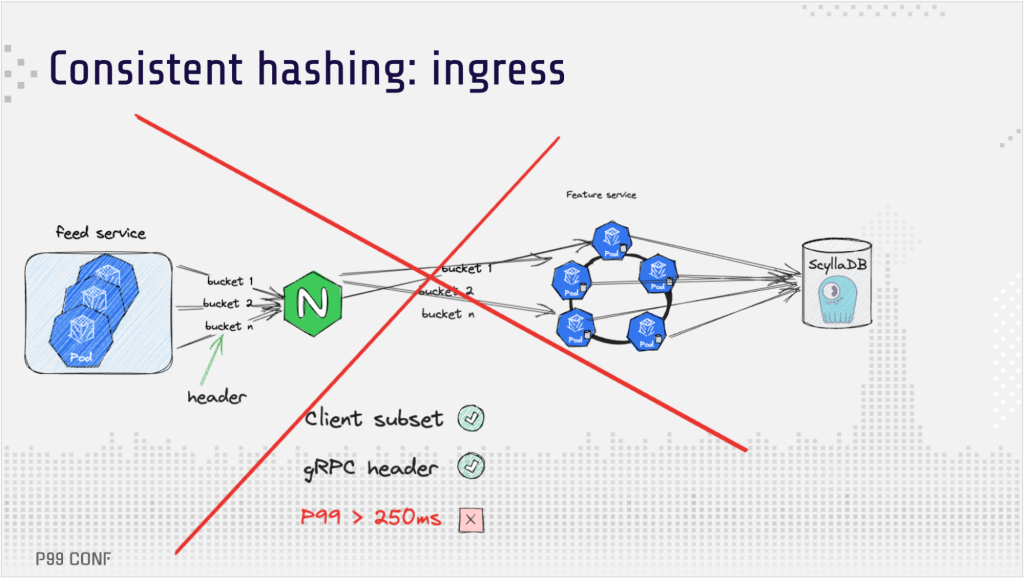 Consistent hashing: ingress
Feature service
feed service
Pod
bucket 1
bucket 2
bucket n
header
N
bucket 1
bucket 2
bucket n
Pod
Pod
Pod
Pod
Pod
ScyllaDB
Client subset
gRPC header
P99 > 250ms
P99 CONF